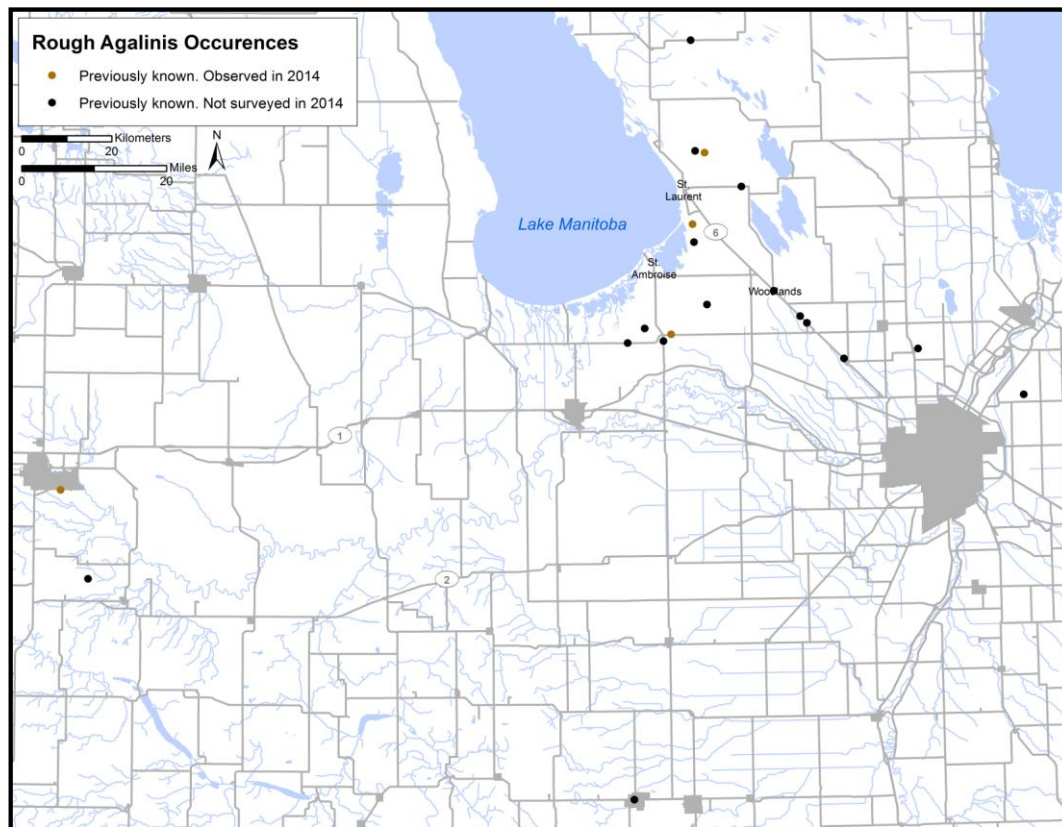 Rough Agalinis Occurences
Previously known. Observed in 2014
Previously known. Not surveyed in 2014
Kilometers
0 20
Miles
0 20
N
St.
Laurent
Lake Manitoba
6
St.
Ambroise
Woodlands
1
2